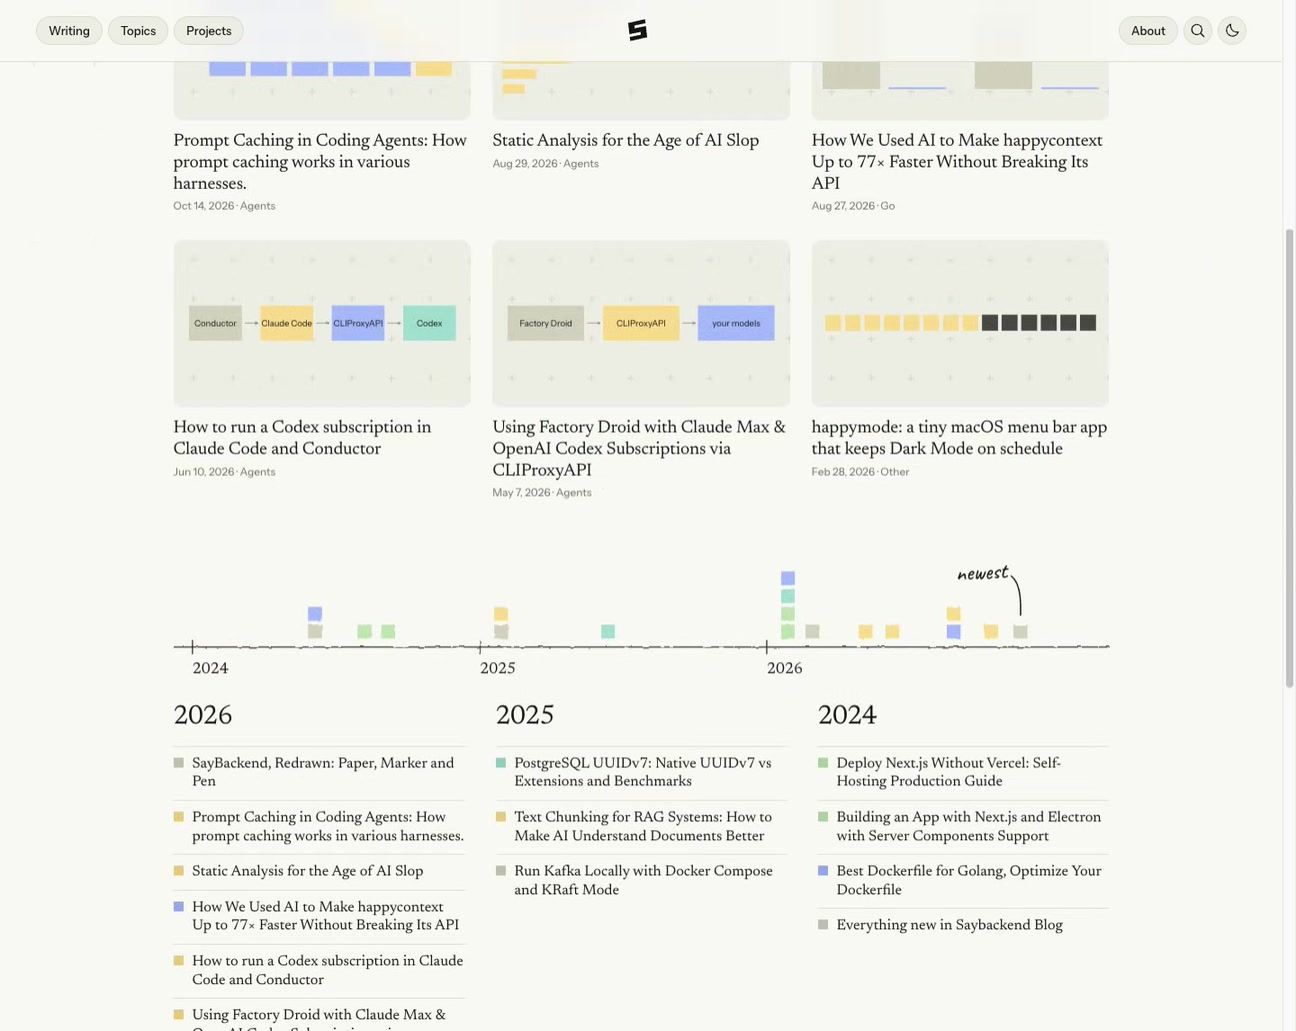 Writing
Topics
Projects
About
Prompt Caching in Coding Agents: How
prompt caching works in various
harnesses.
Oct 14, 2026 · Agents
Static Analysis for the Age of AI Slop
Aug 29, 2026 · Agents
How We Used AI to Make happycontext
Up to 77× Faster Without Breaking Its
API
Aug 27, 2026 · Go
Conductor
Claude Code
CLIProxyAPI
Codex
How to run a Codex subscription in
Claude Code and Conductor
Jun 10, 2026 · Agents
Factory Droid
CLIProxyAPI
your models
Using Factory Droid with Claude Max &
OpenAI Codex Subscriptions via
CLIProxyAPI
May 7, 2026 · Agents
happymode: a tiny macOS menu bar app
that keeps Dark Mode on schedule
Feb 28, 2026 · Other
newest
2024
2025
2026
2026
SayBackend, Redrawn: Paper, Marker and
Pen
Prompt Caching in Coding Agents: How
prompt caching works in various harnesses.
Static Analysis for the Age of AI Slop
How We Used AI to Make happycontext
Up to 77× Faster Without Breaking Its API
How to run a Codex subscription in Claude
Code and Conductor
Using Factory Droid with Claude Max &
2025
PostgreSQL UUIDv7: Native UUIDv7 vs
Extensions and Benchmarks
Text Chunking for RAG Systems: How to
Make AI Understand Documents Better
Run Kafka Locally with Docker Compose
and KRaft Mode
2024
Deploy Next.js Without Vercel: Self-
Hosting Production Guide
Building an App with Next.js and Electron
with Server Components Support
Best Dockerfile for Golang, Optimize Your
Dockerfile
Everything new in Saybackend Blog